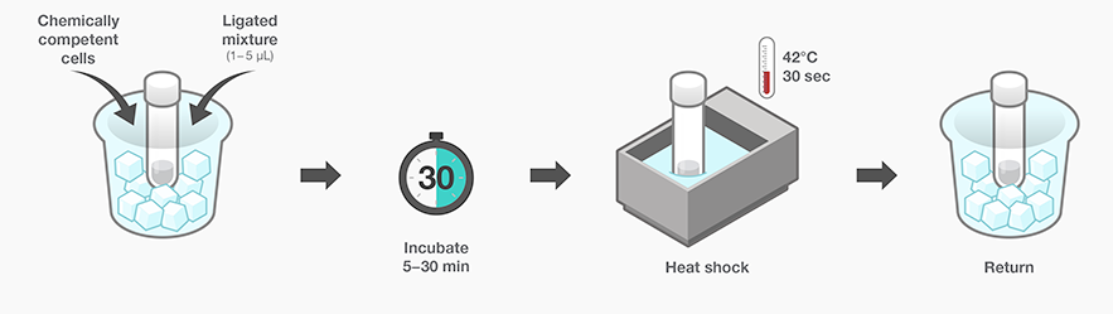 Chemically
competent
cells
Ligated
mixture
(1–5 µL)
30
Incubate
5–30 min
42°C
30 sec
Heat shock
Return